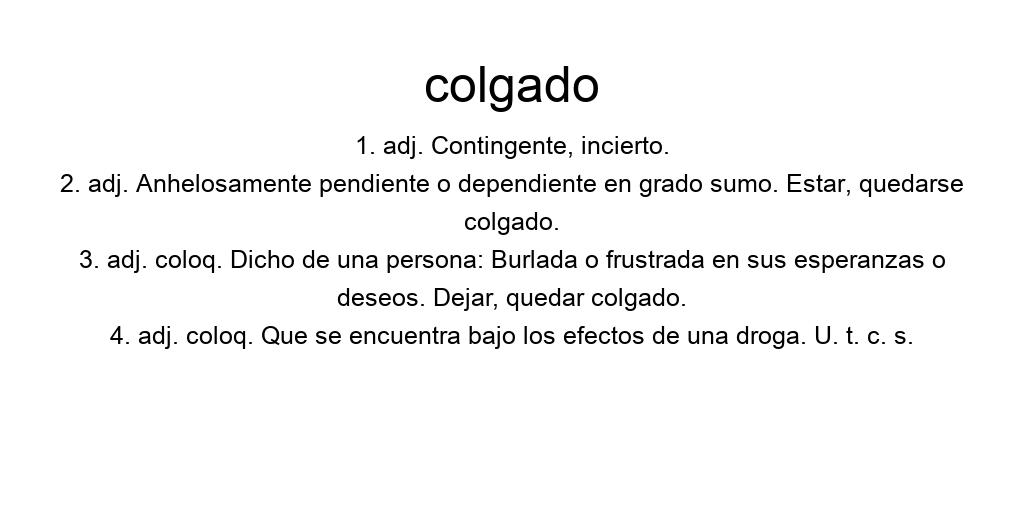 colgado
1. adj. Contingente, incierto.
2. adj. Anhelosamente pendiente o dependiente en grado sumo. Estar, quedarse
colgado.
3. adj. coloq. Dicho de una persona: Burlada o frustrada en sus esperanzas o
deseos. Dejar, quedar colgado.
4. adj. coloq. Que se encuentra bajo los efectos de una droga. U. t. c. s.